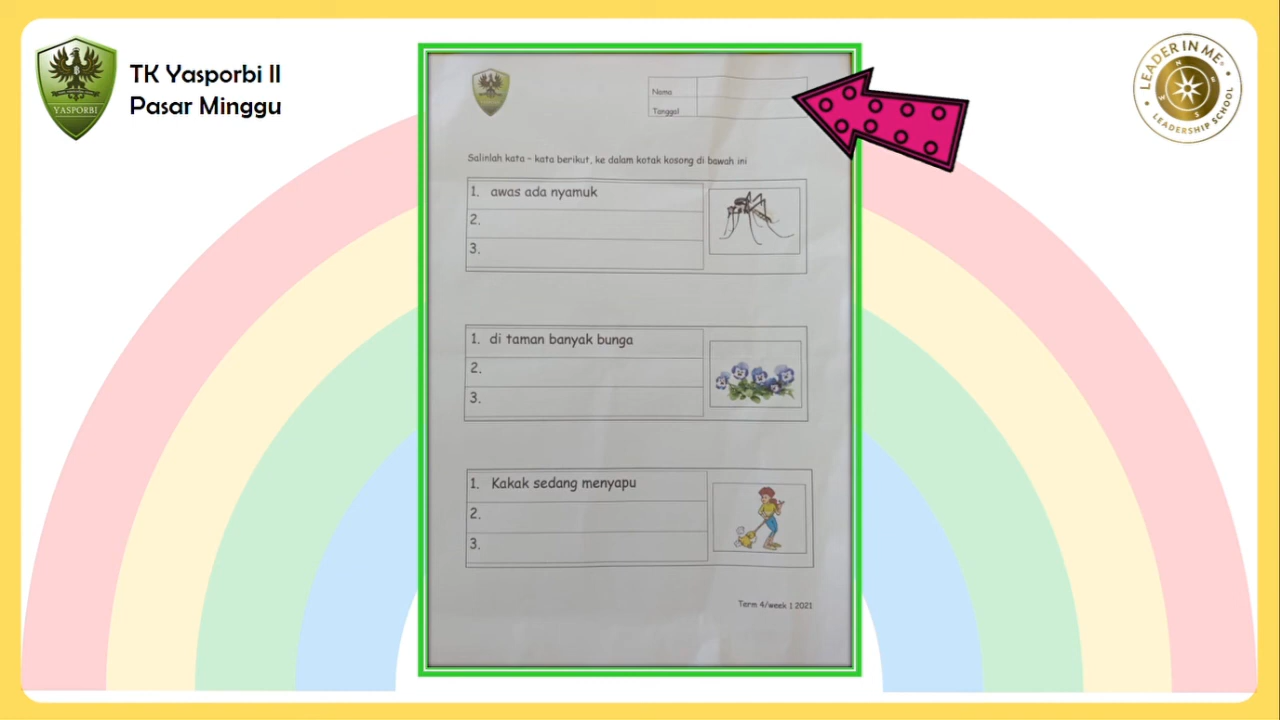 TK Yasporbi II
Pasar Minggu
YASPORBI
LEADER IN ME
LEADERSHIP SCHOOL
Nama
Tanggal
Salinlah kata - kata berikut, ke dalam kotak kosong di bawah ini
1. awas ada nyamuk
2.
3.
1. di taman banyak bunga
2.
3.
1. Kakak sedang menyapu
2.
3.
Term 4/week 1 2021